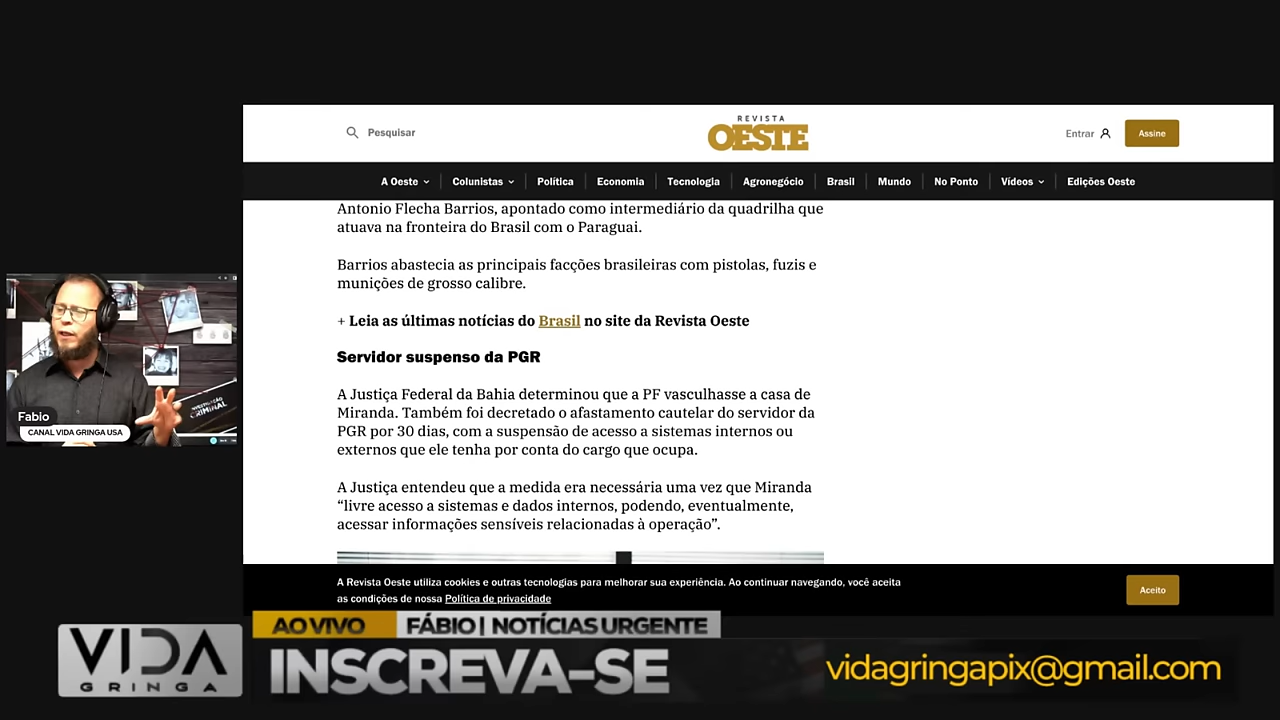 Pesquisar
REVISTA
OESTE
Entrar
Assine
A Oeste
Colunistas
Política
Economia
Tecnologia
Agronegócio
Brasil
Mundo
No Ponto
Vídeos
Edições Oeste
Antonio Flecha Barrios, apontado como intermediário da quadrilha que
atuava na fronteira do Brasil com o Paraguai.
Barrios abastecia as principais facções brasileiras com pistolas, fuzis e
munições de grosso calibre.
+ Leia as últimas notícias do Brasil no site da Revista Oeste
Servidor suspenso da PGR
A Justiça Federal da Bahia determinou que a PF vasculhasse a casa de
Miranda. Também foi decretado o afastamento cautelar do servidor da
PGR por 30 dias, com a suspensão de acesso a sistemas internos ou
externos que ele tenha por conta do cargo que ocupa.
A Justiça entendeu que a medida era necessária uma vez que Miranda
“livre acesso a sistemas e dados internos, podendo, eventualmente,
acessar informações sensíveis relacionadas à operação”.
INVESTIGAÇÃO
CRIMINAL
Fabio
CANAL VIDA GRINGA USA
A Revista Oeste utiliza cookies e outras tecnologias para melhorar sua experiência. Ao continuar navegando, você aceita
as condições de nossa Política de privacidade
Aceito
AO VIVO
FÁBIO | NOTÍCIAS URGENTE
VIDA
GRINGA
INSCREVA-SE
vidagringapix@gmail.com